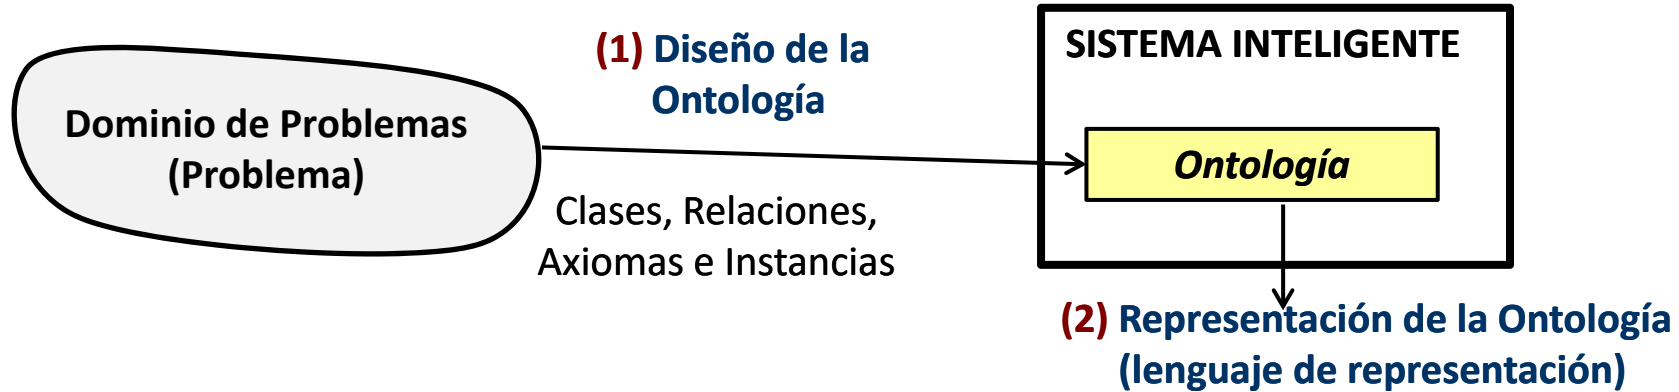 Dominio de Problemas
(Problema)
(1) Diseño de la
Ontología
Clases, Relaciones,
Axiomas e Instancias
SISTEMA INTELIGENTE
Ontología
(2) Representación de la Ontología
(lenguaje de representación)